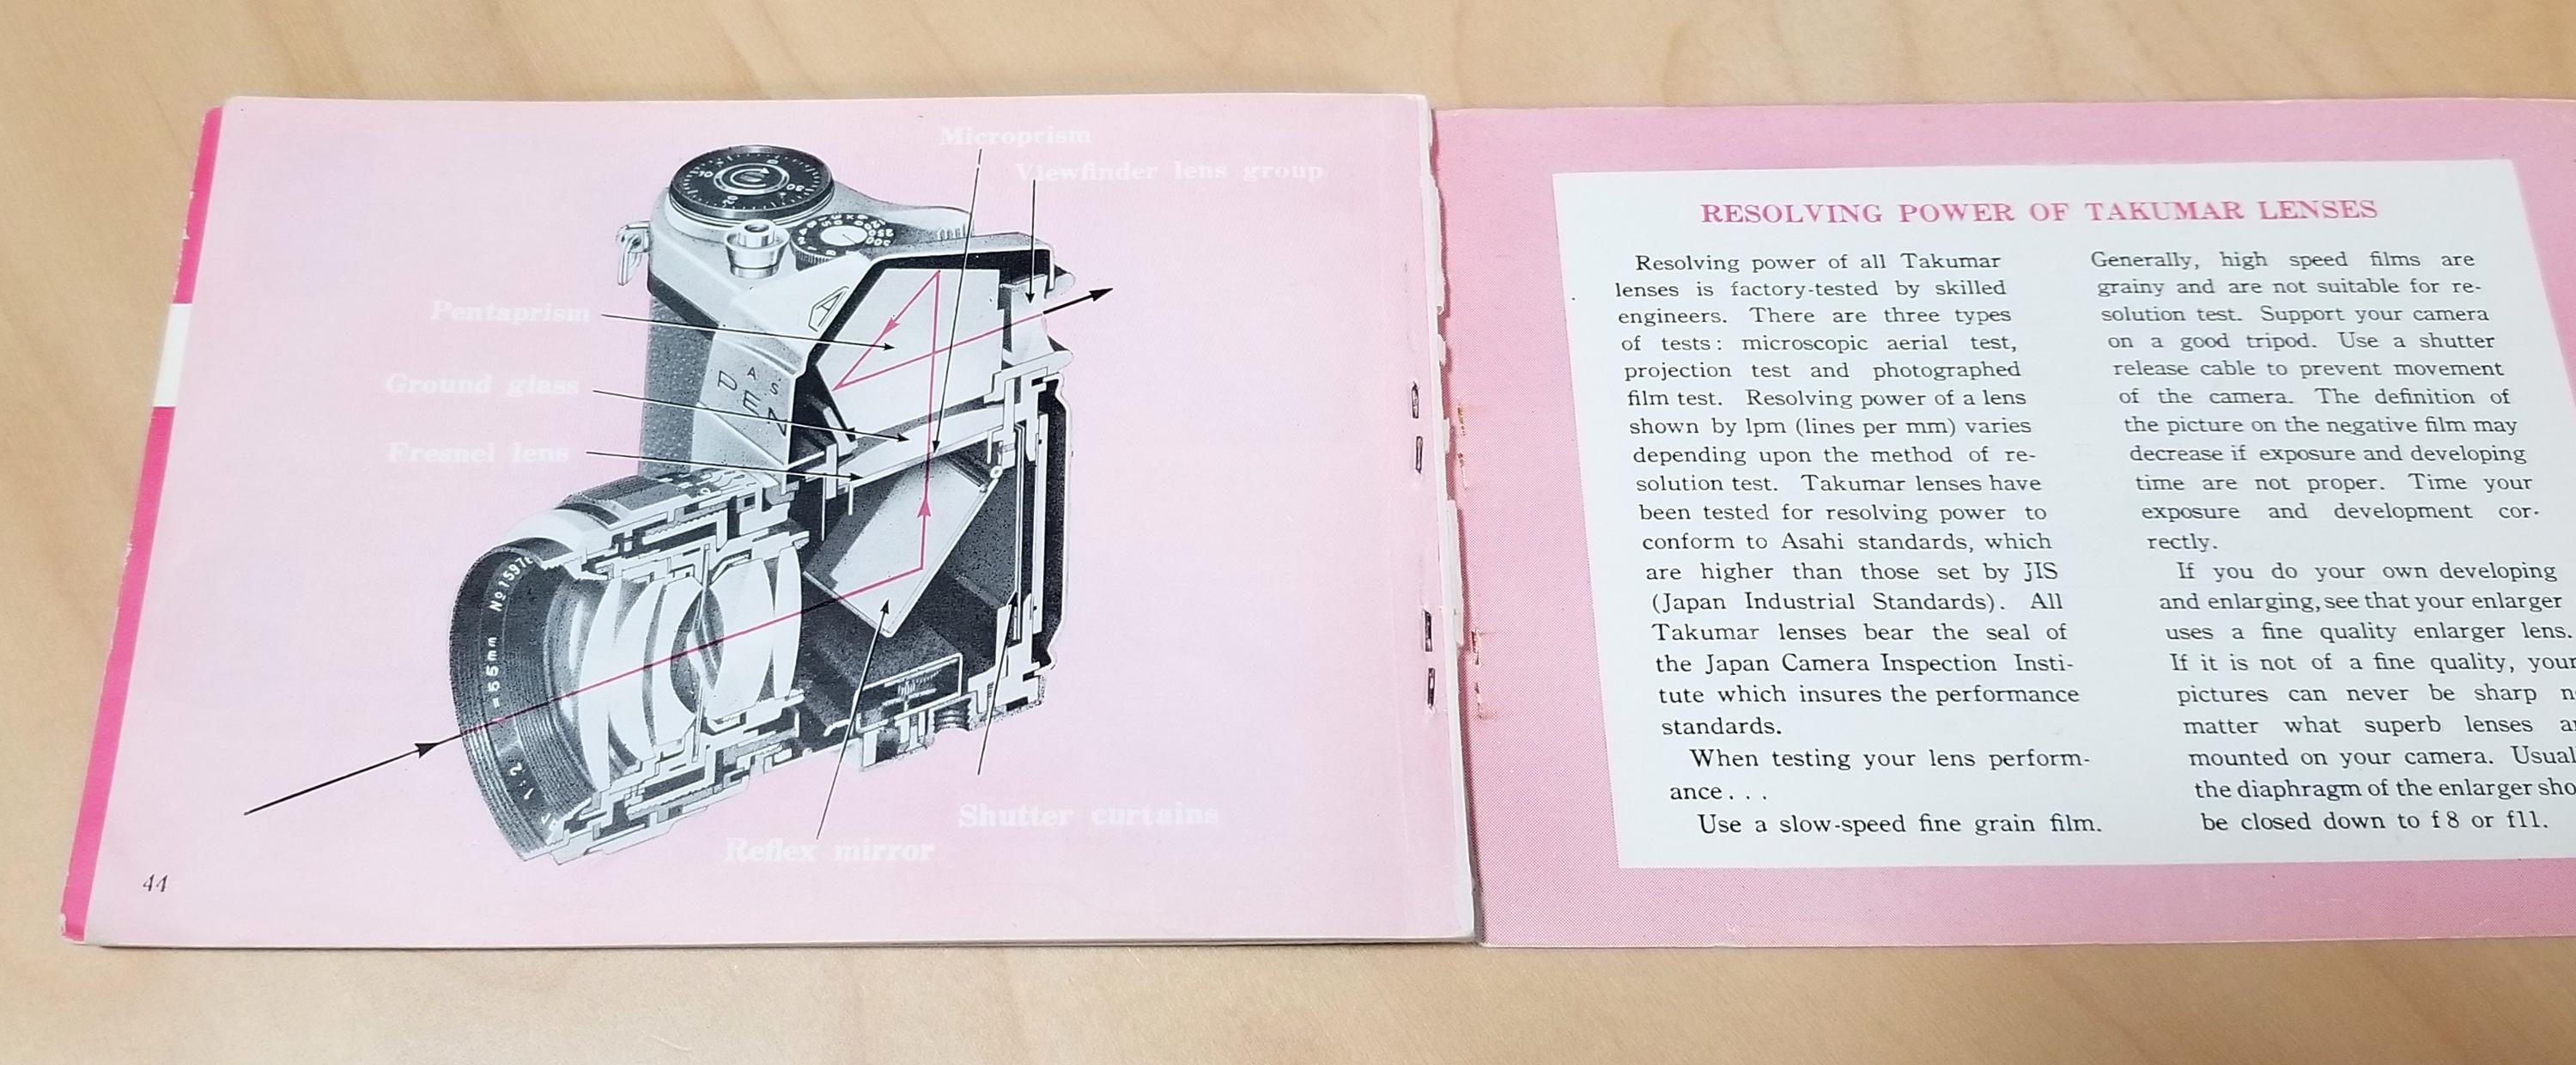 Microprism
Viewfinder lens group
Pentaprism
Ground glass
Fresnel lens
Shutter curtains
Reflex mirror
A S
PEN
55mm No 1597
1:2
44
RESOLVING POWER OF TAKUMAR LENSES
Resolving power of all Takumar
lenses is factory-tested by skilled
engineers. There are three types
of tests: microscopic aerial test,
projection test and photographed
film test. Resolving power of a lens
shown by lpm (lines per mm) varies
depending upon the method of re-
solution test. Takumar lenses have
been tested for resolving power to
conform to Asahi standards, which
are higher than those set by JIS
(Japan Industrial Standards). All
Takumar lenses bear the seal of
the Japan Camera Inspection Insti-
tute which insures the performance
standards.
When testing your lens perform-
ance...
Use a slow-speed fine grain film.
Generally, high speed films are
grainy and are not suitable for re-
solution test. Support your camera
on a good tripod. Use a shutter
release cable to prevent movement
of the camera. The definition of
the picture on the negative film may
decrease if exposure and developing
time are not proper. Time your
exposure and development cor-
rectly.
If you do your own developing
and enlarging, see that your enlarger
uses a fine quality enlarger lens.
If it is not of a fine quality, your
pictures can never be sharp
matter what superb lenses
mounted on your camera.
the diaphragm of the enlarger
be closed down to f8 or f11.